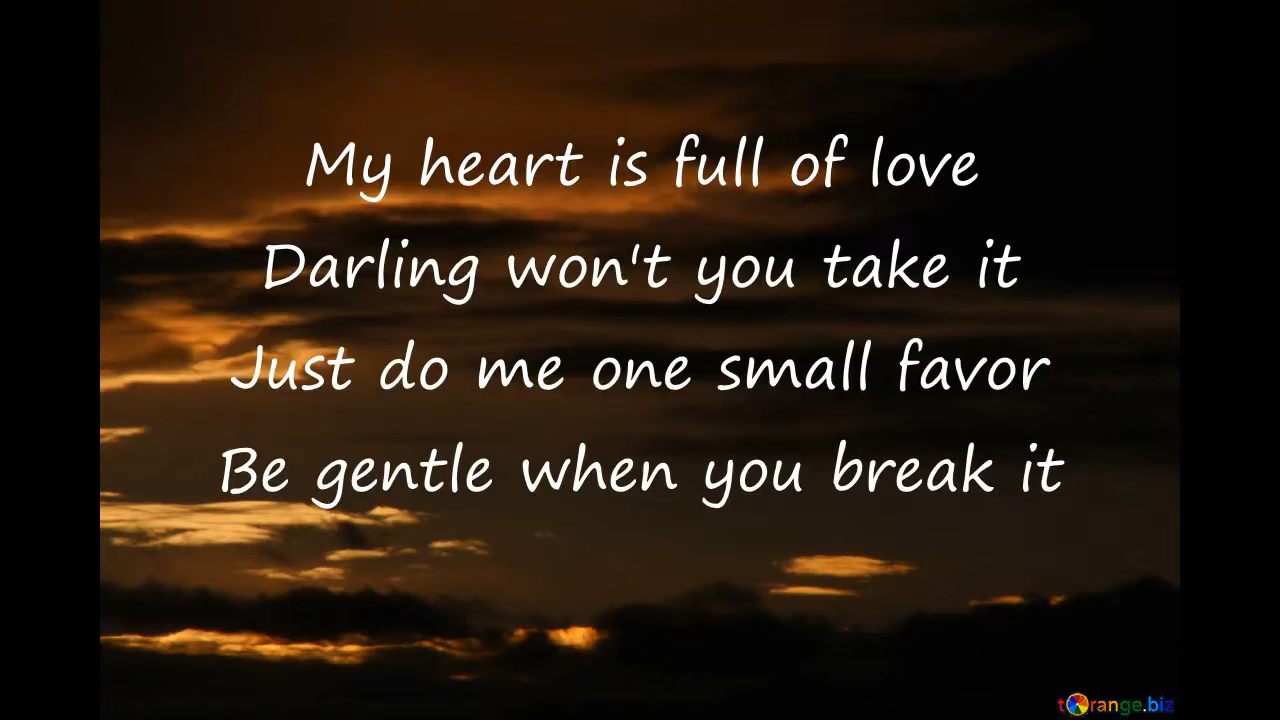 My heart is full of love
Darling won't you take it
Just do me one small favor
Be gentle when you break it
torange.biz